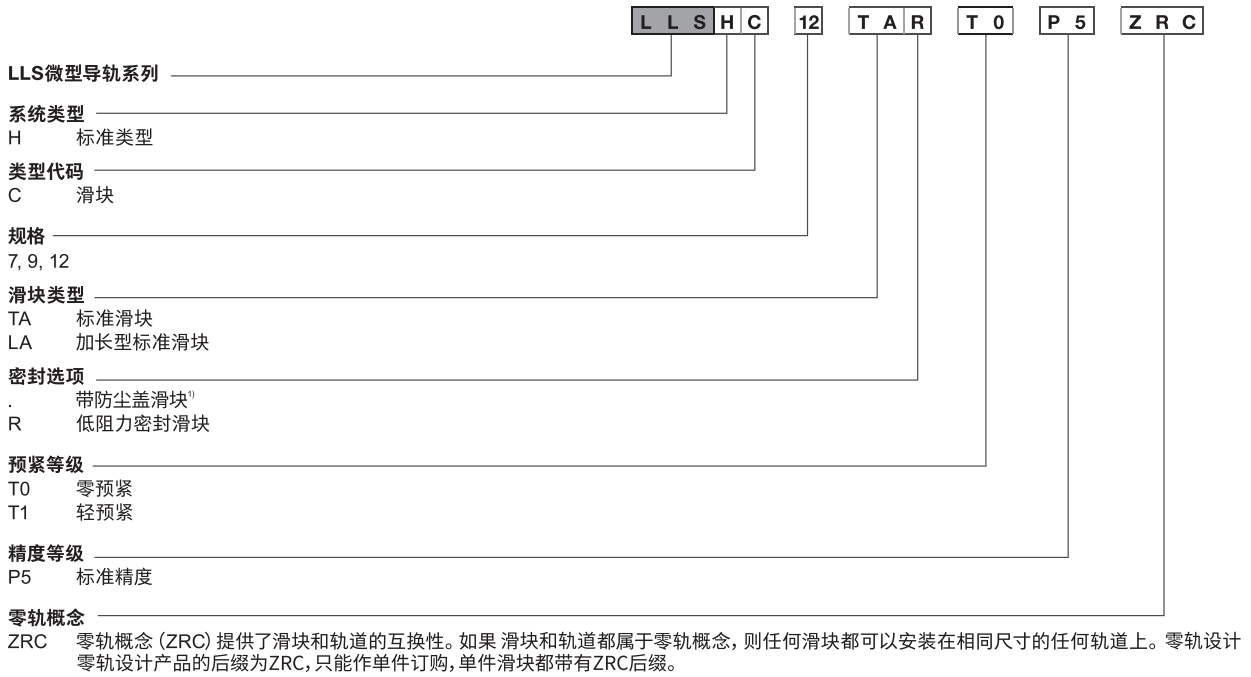 LLSHC 12 TAR T0 P5 ZRC
LLS微型导轨系列
系统类型
H 标准类型
类型代码
C 滑块
规格
7, 9, 12
滑块类型
TA 标准滑块
LA 加长型标准滑块
密封选项
. 带防尘盖滑块1)
R 低阻力密封滑块
预紧等级
T0 零预紧
T1 轻预紧
精度等级
P5 标准精度
零轨概念
ZRC 零轨概念（ZRC）提供了滑块和轨道的互换性。如果 滑块和轨道都属于零轨概念，则任何滑块都可以安装在相同尺寸的任何轨道上。零轨设计
零轨设计产品的后缀为ZRC，只能作单件订购，单件滑块都带有ZRC后缀。